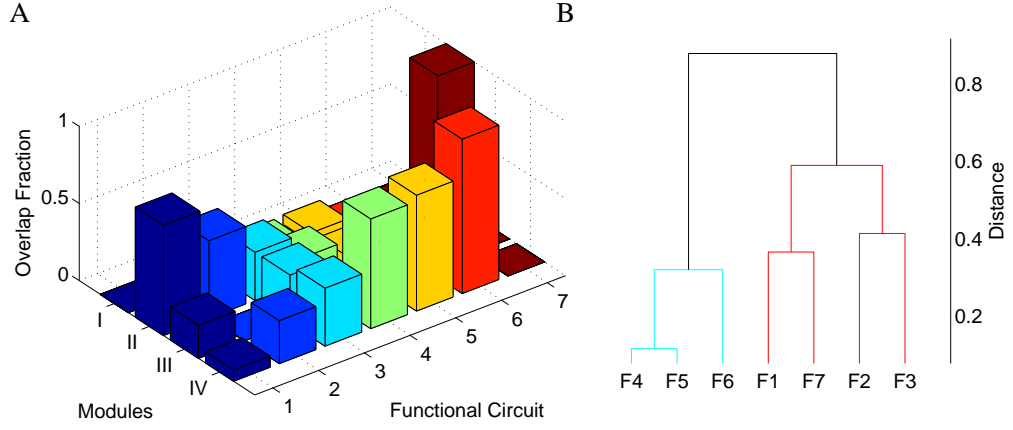 A
1
0.5
0
Overlap Fraction
I
II
III
IV
Modules
1
2
3
4
5
6
7
Functional Circuit
B
0.8
0.6
0.4
0.2
Distance
F4 F5 F6 F1 F7 F2 F3